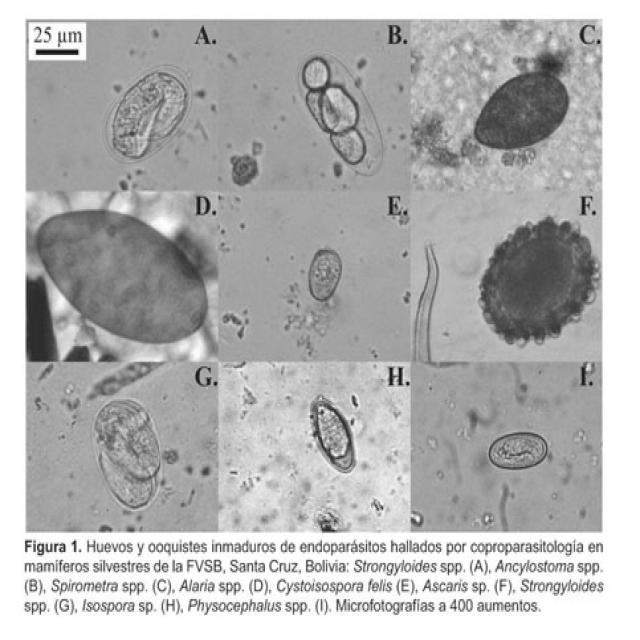 25 µm
A.
B.
C.
D.
E.
F.
G.
H.
I.
Figura 1. Huevos y ooquistes inmaduros de endoparásitos hallados por coproparasitología en
mamíferos silvestres de la FVSB, Santa Cruz, Bolivia: Strongyloides spp. (A), Ancylostoma spp.
(B), Spirometra spp. (C), Alaria spp. (D), Cystoisospora felis (E), Ascaris sp. (F), Strongyloides
spp. (G), Isospora sp. (H), Physocephalus spp. (I). Microfotografías a 400 aumentos.